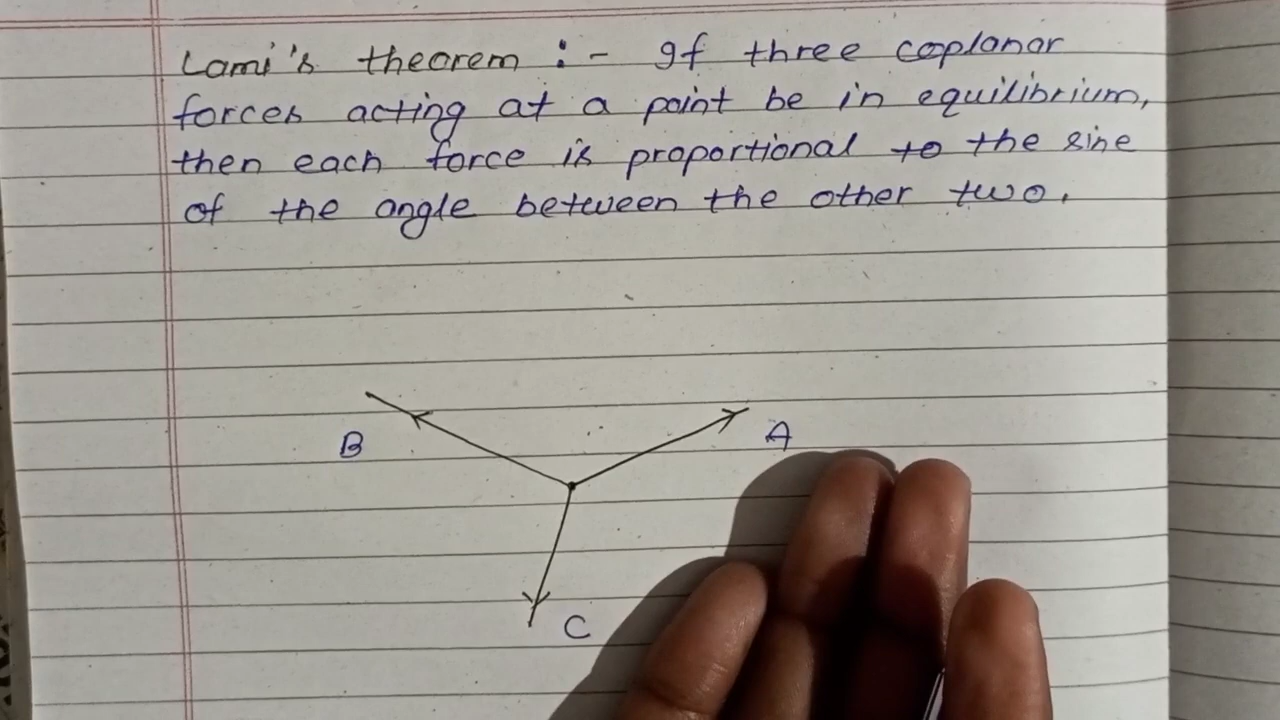 Lami's theorem :- If three coplanar
forces acting at a point be in equilibrium,
then each force is proportional to the sine
of the angle between the other two.
A
B
C